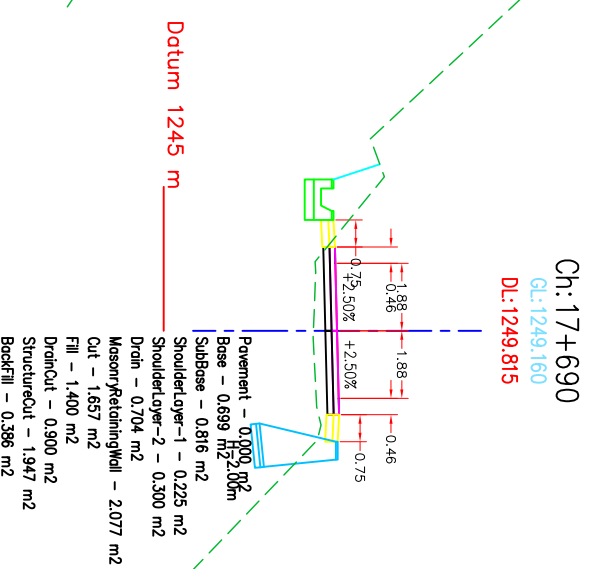 Ch:17+690
GL:1249.160
DL:1249.815
1.88
1.88
0.46
0.46
0.75
0.75
+2.50%
+2.50%
H=2.00m
Datum 1245 m
Pavement - 0.000 m2
Base - 0.699 m2
SubBase - 0.816 m2
ShoulderLayer-1 - 0.225 m2
ShoulderLayer-2 - 0.300 m2
Drain - 0.704 m2
MasonryRetainingWall - 2.077 m2
Cut - 1.657 m2
Fill - 1.400 m2
DrainCut - 0.900 m2
StructureCut - 1.947 m2
BackFill - 0.386 m2